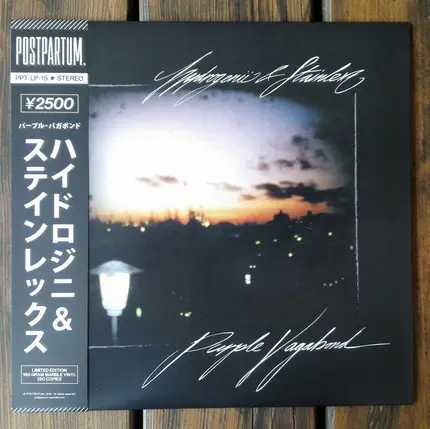 POSTPARTUM.
PPT-LP-15 ★ STEREO
¥2500
パープル・バガボンド
ハイドロジニ&
ステインレックス
LIMITED EDITION
180 GRAM MARBLE VINYL
250 COPIES
Hydrogenii & Stainlex
Purple Vagabond